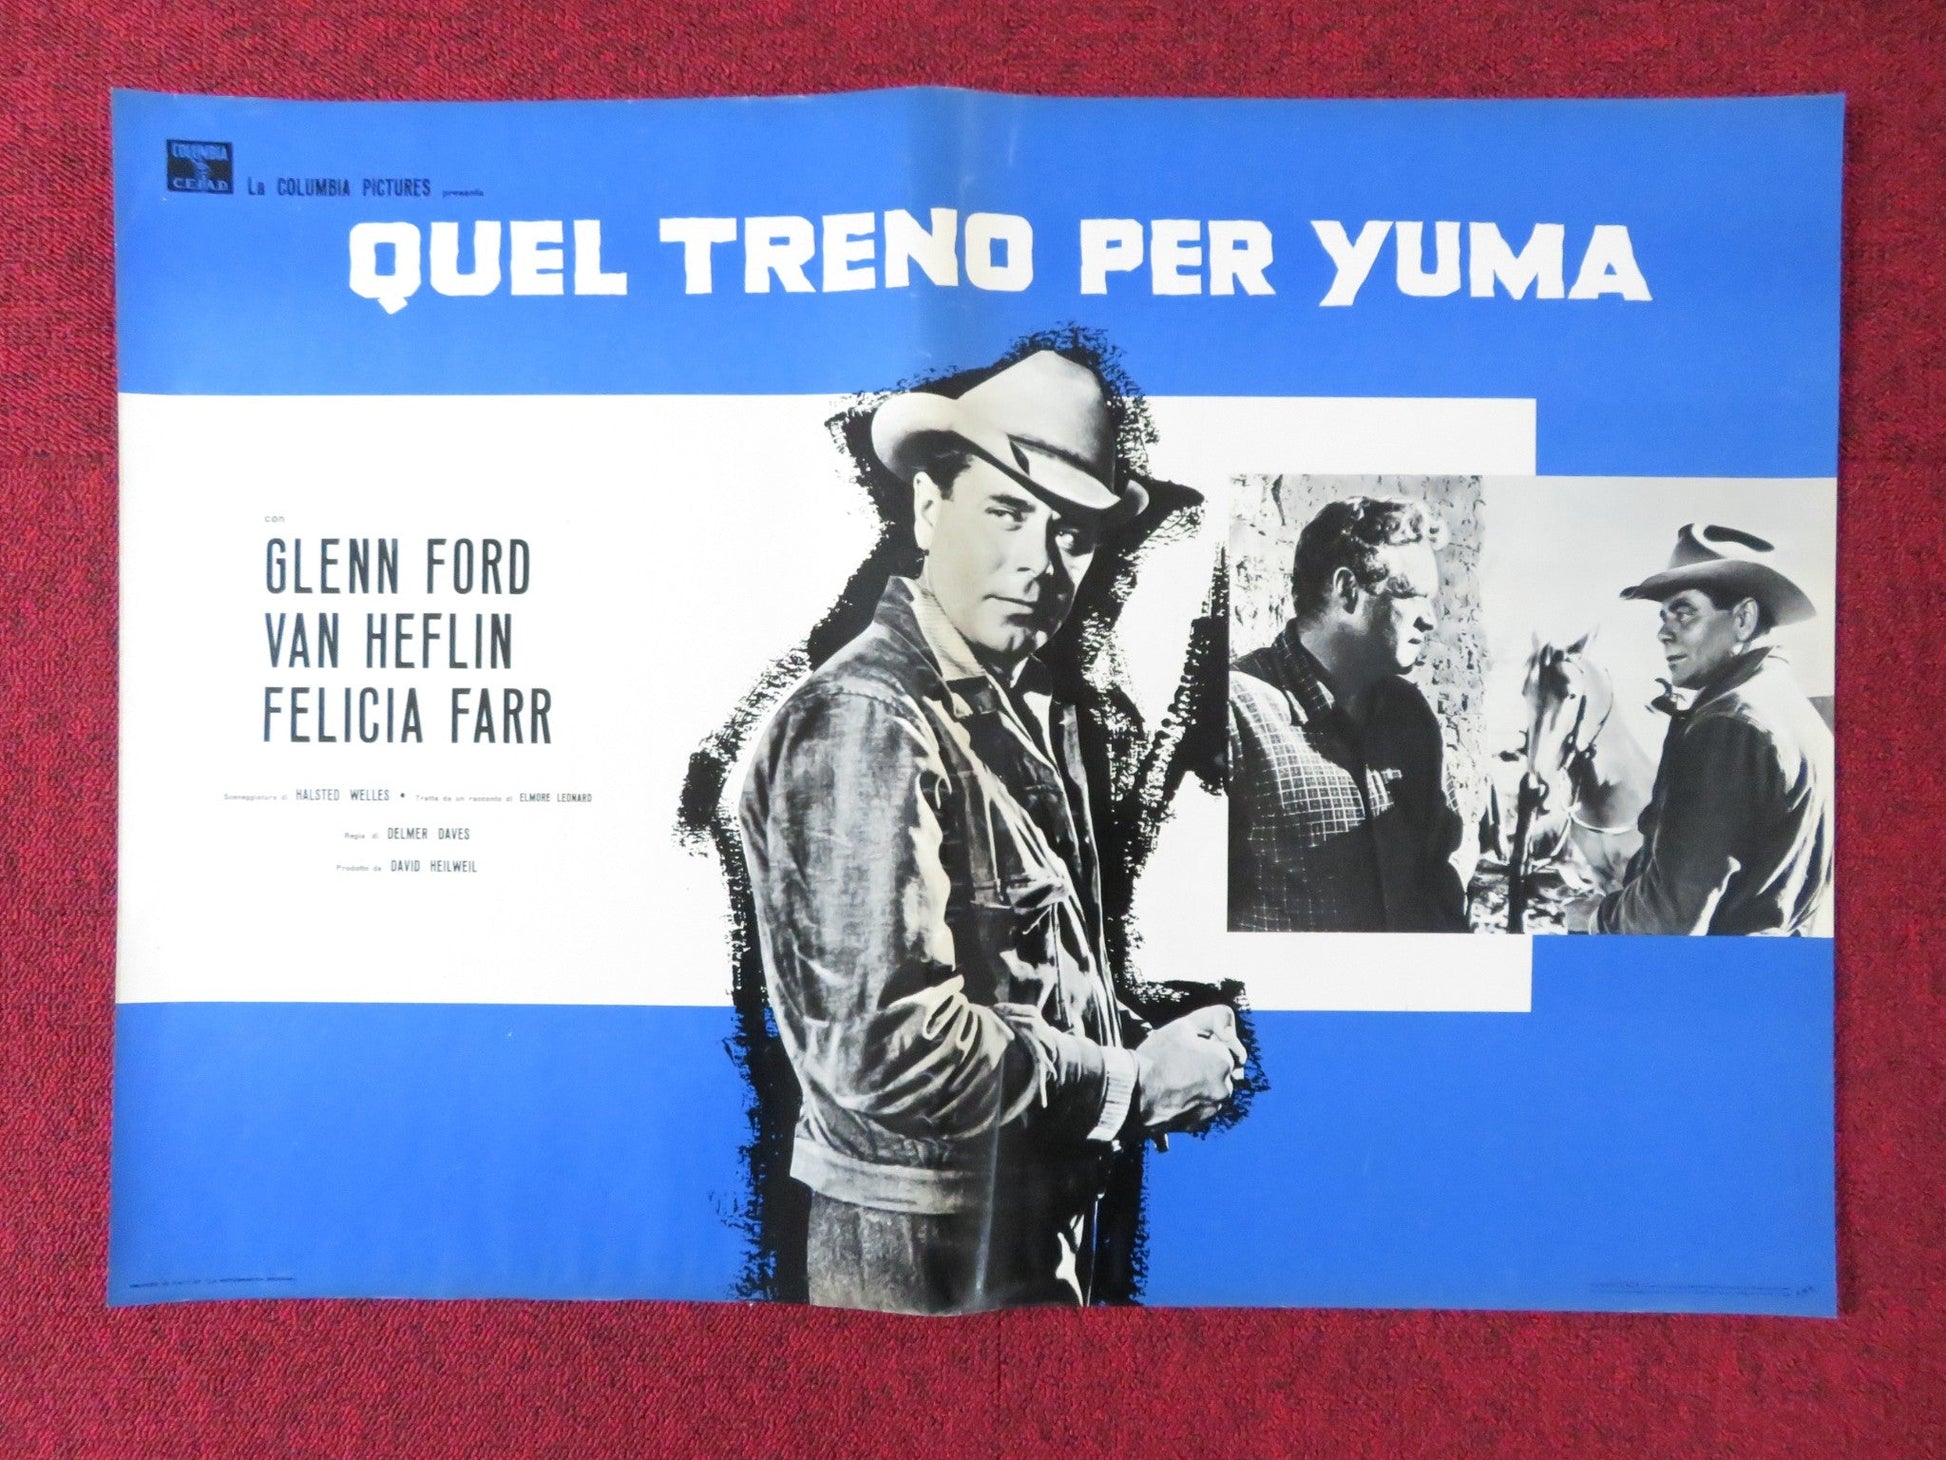 COLUMBIA
C.E.I.A.D.
La COLUMBIA PICTURES presenta
QUEL TRENO PER YUMA
con
GLENN FORD
VAN HEFLIN
FELICIA FARR
Sceneggiatura di HALSTED WELLES • Tratto da un racconto di ELMORE LEONARD
Regia di DELMER DAVES
Prodotto da DAVID HEILWEIL